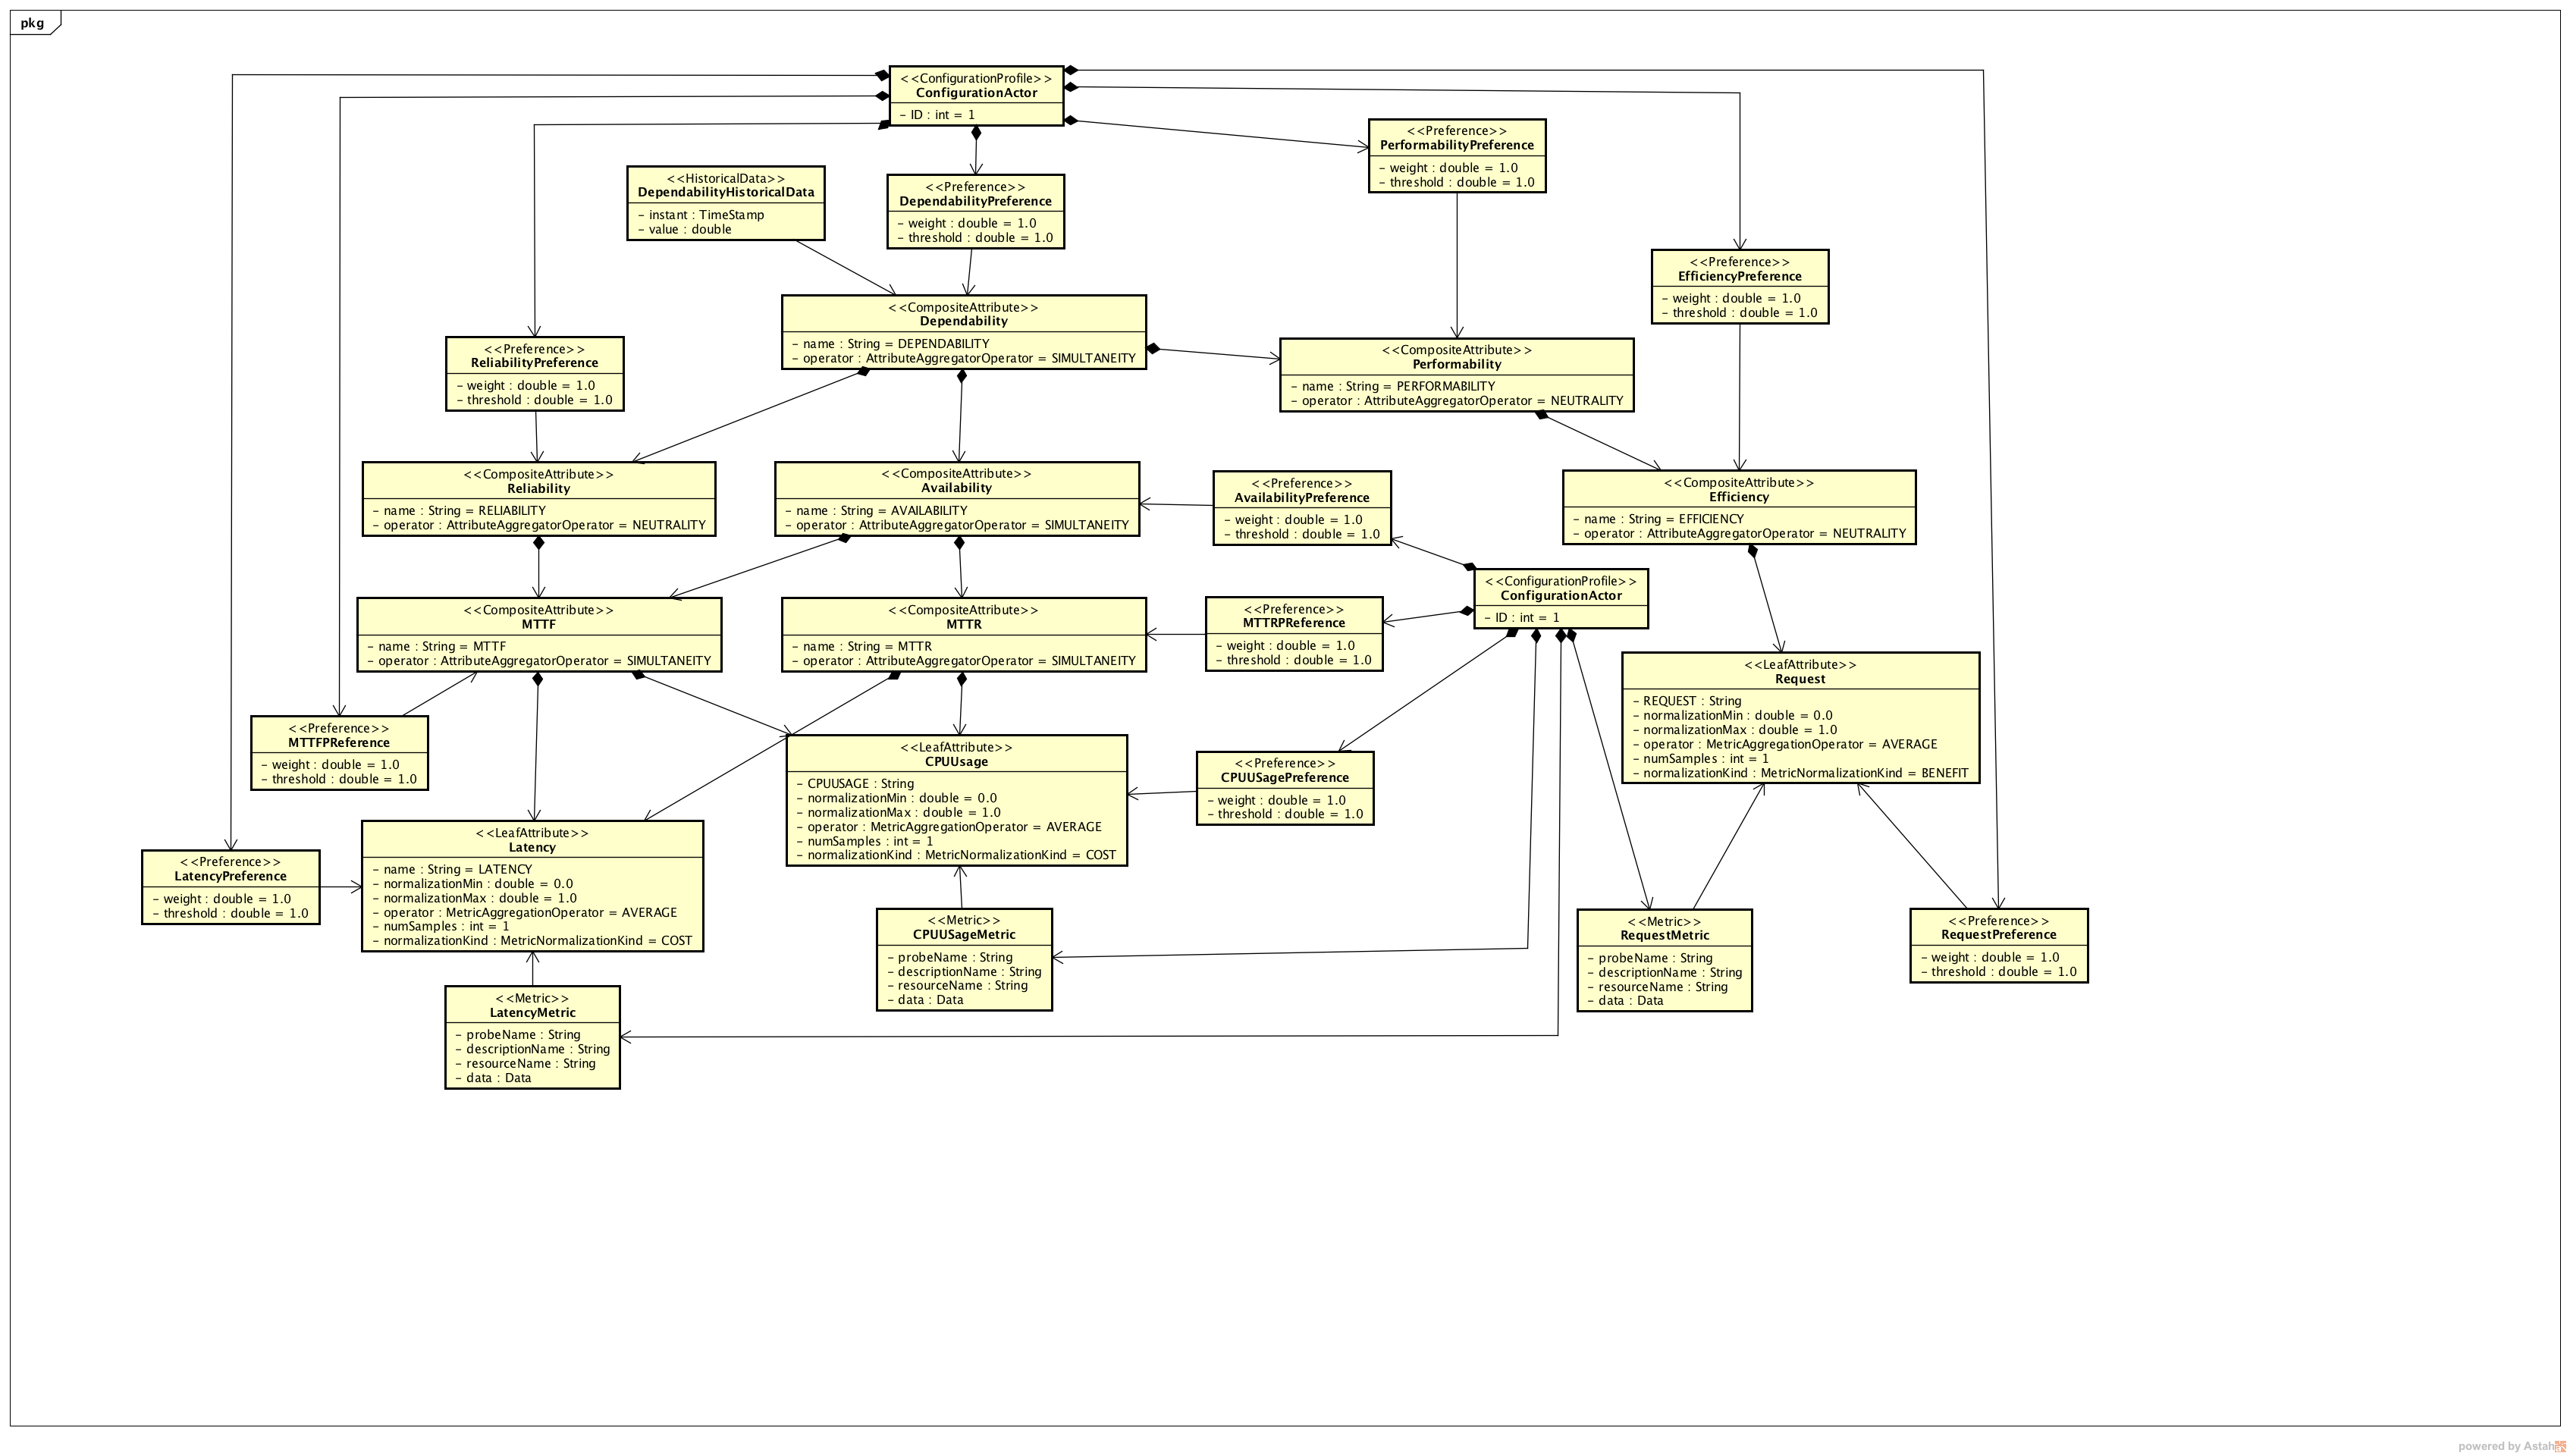 pkg
<<ConfigurationProfile>>
ConfigurationActor
– ID : int = 1
<<Preference>>
PerformabilityPreference
– weight : double = 1.0
– threshold : double = 1.0
<<HistoricalData>>
DependabilityHistoricalData
– instant : TimeStamp
– value : double
<<Preference>>
DependabilityPreference
– weight : double = 1.0
– threshold : double = 1.0
<<Preference>>
EfficiencyPreference
– weight : double = 1.0
– threshold : double = 1.0
<<CompositeAttribute>>
Dependability
– name : String = DEPENDABILITY
– operator : AttributeAggregatorOperator = SIMULTANEITY
<<Preference>>
ReliabilityPreference
– weight : double = 1.0
– threshold : double = 1.0
<<CompositeAttribute>>
Performability
– name : String = PERFORMABILITY
– operator : AttributeAggregatorOperator = NEUTRALITY
<<CompositeAttribute>>
Reliability
– name : String = RELIABILITY
– operator : AttributeAggregatorOperator = NEUTRALITY
<<CompositeAttribute>>
Availability
– name : String = AVAILABILITY
– operator : AttributeAggregatorOperator = SIMULTANEITY
<<Preference>>
AvailabilityPreference
– weight : double = 1.0
– threshold : double = 1.0
<<CompositeAttribute>>
Efficiency
– name : String = EFFICIENCY
– operator : AttributeAggregatorOperator = NEUTRALITY
<<ConfigurationProfile>>
ConfigurationActor
– ID : int = 1
<<CompositeAttribute>>
MTTF
– name : String = MTTF
– operator : AttributeAggregatorOperator = SIMULTANEITY
<<CompositeAttribute>>
MTTR
– name : String = MTTR
– operator : AttributeAggregatorOperator = SIMULTANEITY
<<Preference>>
MTTRPReference
– weight : double = 1.0
– threshold : double = 1.0
<<LeafAttribute>>
Request
– REQUEST : String
– normalizationMin : double = 0.0
– normalizationMax : double = 1.0
– operator : MetricAggregationOperator = AVERAGE
– numSamples : int = 1
– normalizationKind : MetricNormalizationKind = BENEFIT
<<Preference>>
MTTFPReference
– weight : double = 1.0
– threshold : double = 1.0
<<LeafAttribute>>
CPUUsage
– CPUUSAGE : String
– normalizationMin : double = 0.0
– normalizationMax : double = 1.0
– operator : MetricAggregationOperator = AVERAGE
– numSamples : int = 1
– normalizationKind : MetricNormalizationKind = COST
<<Preference>>
CPUUSagePreference
– weight : double = 1.0
– threshold : double = 1.0
<<Preference>>
LatencyPreference
– weight : double = 1.0
– threshold : double = 1.0
<<LeafAttribute>>
Latency
– name : String = LATENCY
– normalizationMin : double = 0.0
– normalizationMax : double = 1.0
– operator : MetricAggregationOperator = AVERAGE
– numSamples : int = 1
– normalizationKind : MetricNormalizationKind = COST
<<Metric>>
CPUUSageMetric
– probeName : String
– descriptionName : String
– resourceName : String
– data : Data
<<Metric>>
RequestMetric
– probeName : String
– descriptionName : String
– resourceName : String
– data : Data
<<Preference>>
RequestPreference
– weight : double = 1.0
– threshold : double = 1.0
<<Metric>>
LatencyMetric
– probeName : String
– descriptionName : String
– resourceName : String
– data : Data
powered by Astah